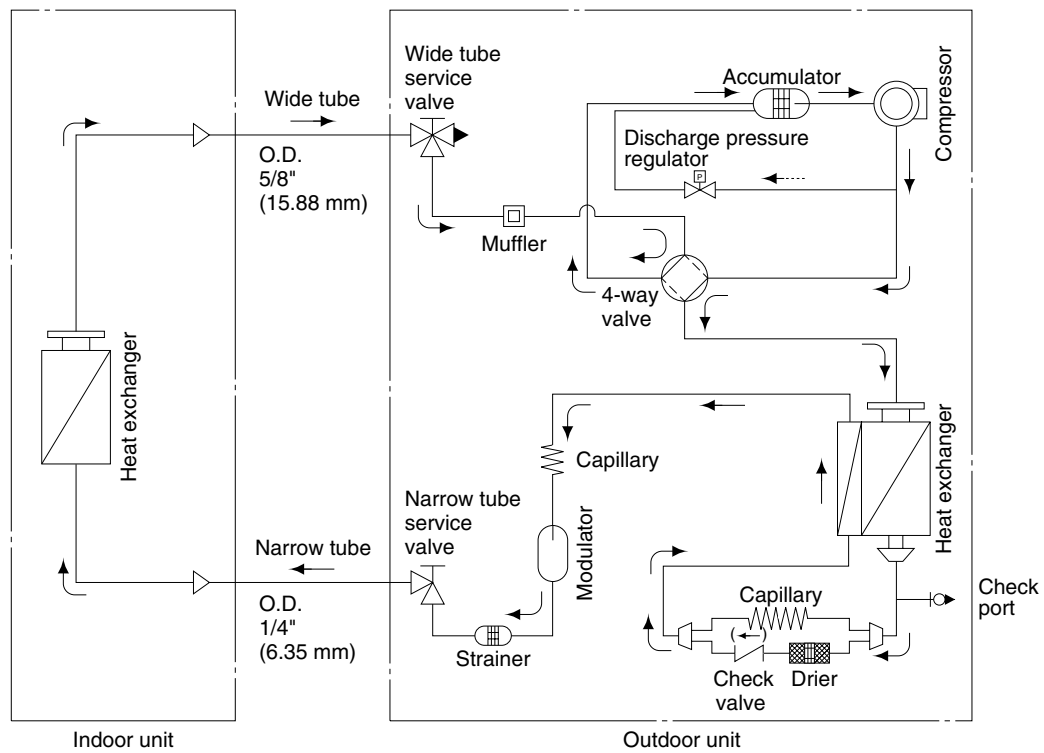 Wide tube
service
valve
Accumulator
Compressor
Wide tube
Discharge pressure
regulator
P
O.D.
5/8"
(15.88 mm)
Muffler
4-way
valve
Heat exchanger
Capillary
Heat exchanger
Narrow tube
service
valve
Modulator
Narrow tube
O.D.
1/4"
(6.35 mm)
Capillary
Check
port
Strainer
Check
valve
Drier
Indoor unit
Outdoor unit